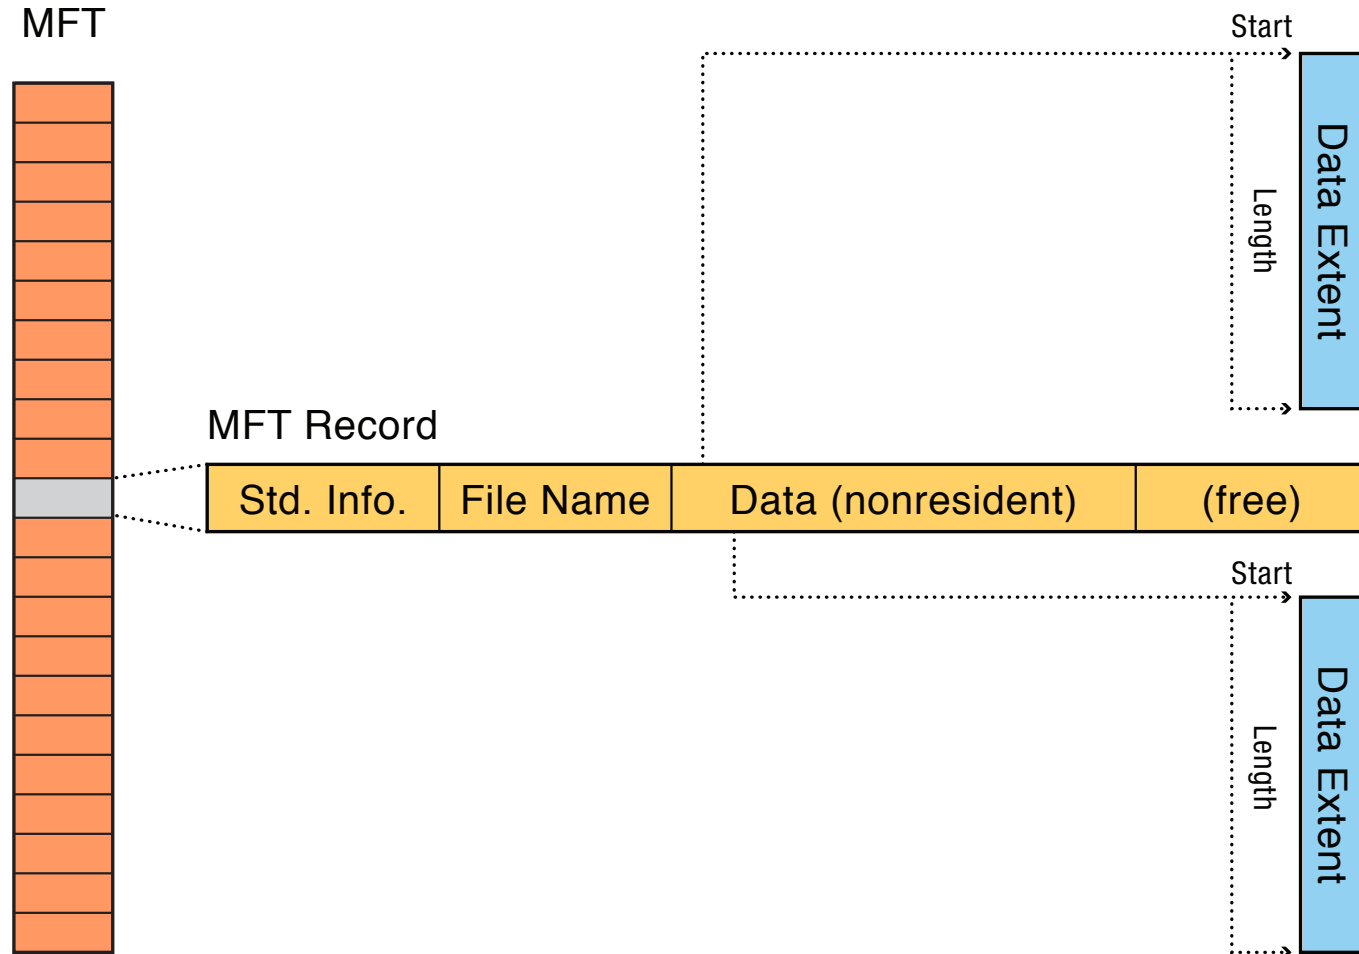 MFT
Start
Data Extent
Length
MFT Record
Std. Info.
File Name
Data (nonresident)
(free)
Start
Data Extent
Length